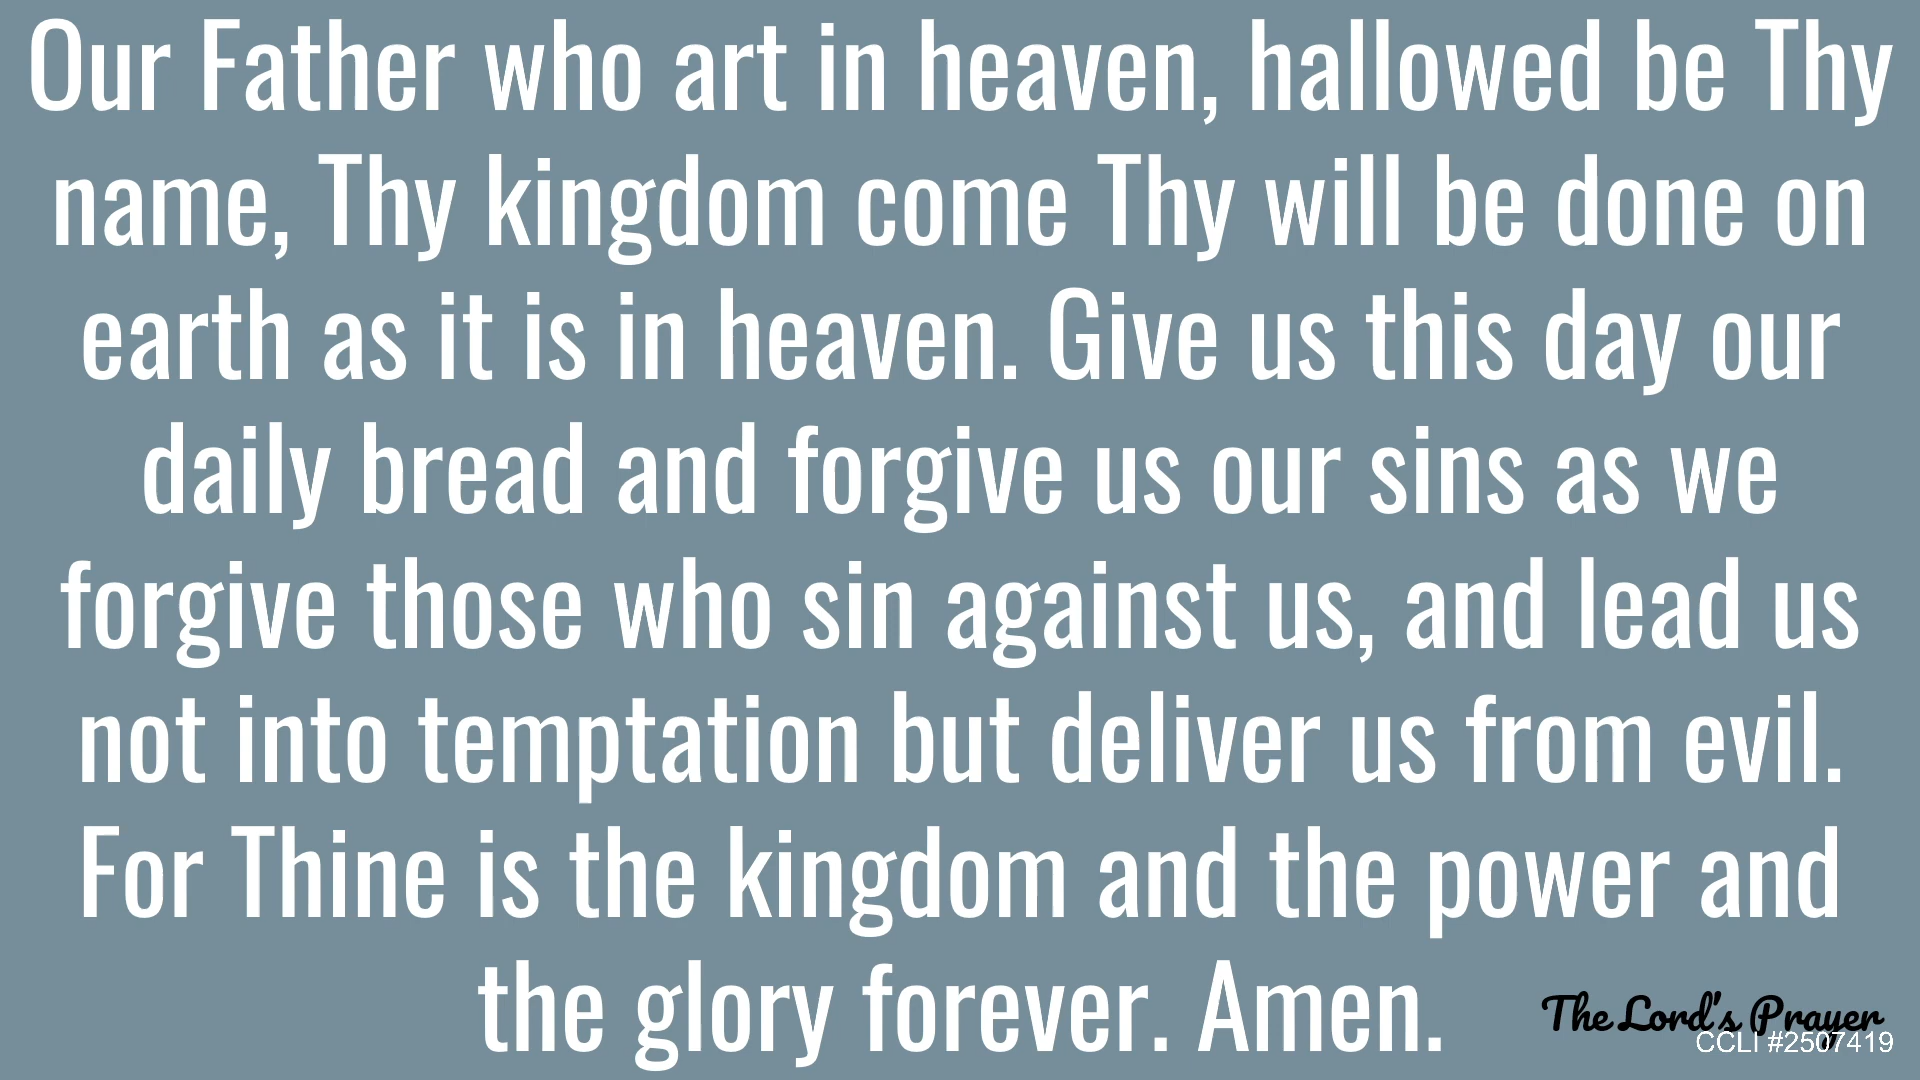 Our Father who art in heaven, hallowed be Thy
name, Thy kingdom come Thy will be done on
earth as it is in heaven. Give us this day our
daily bread and forgive us our sins as we
forgive those who sin against us, and lead us
not into temptation but deliver us from evil.
For Thine is the kingdom and the power and
the glory forever. Amen.
The Lord's Prayer
CCLI #2507419